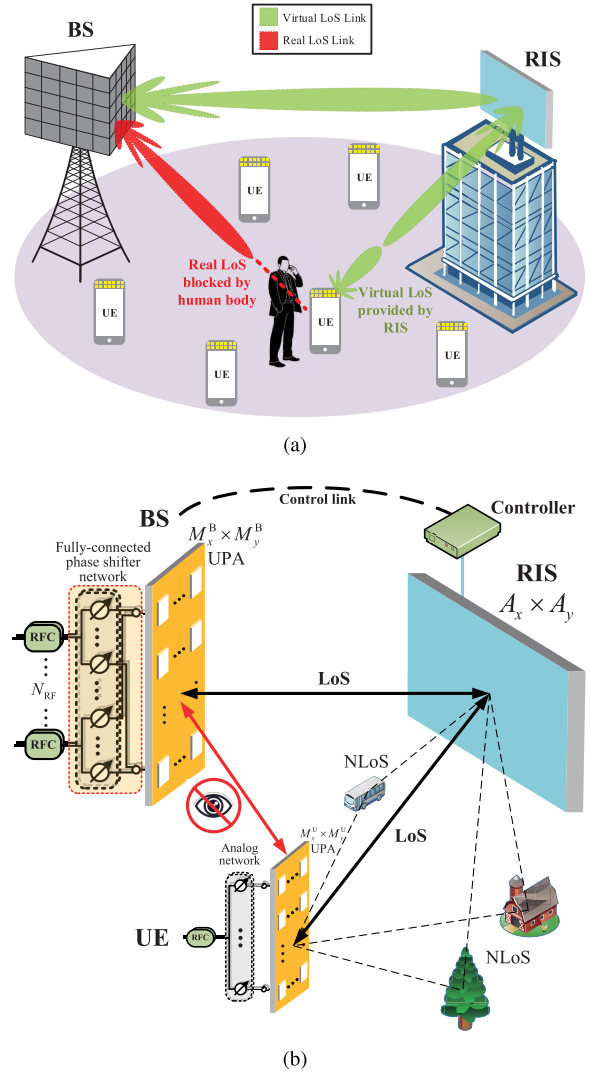 BS
Virtual LoS Link
Real LoS Link
RIS
UE
UE
Real LoS
blocked by
human body
UE
Virtual LoS
provided by
RIS
UE
UE
UE
(a)
Control link
Controller
BS
M_x^B × M_y^B
UPA
Fully-connected
phase shifter
network
RIS
A_x × A_y
RFC
N_RF
RFC
LoS
NLoS
LoS
M_x^U × M_y^U
UPA
Analog
network
UE
RFC
NLoS
(b)